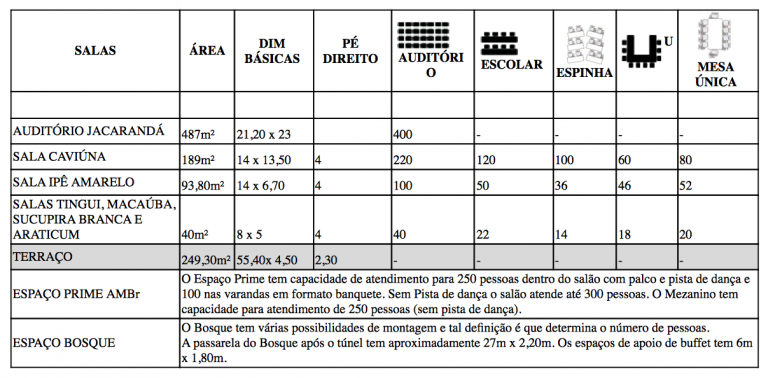 SALAS ÁREA DIM BÁSICAS PÉ DIREITO AUDITÓRIO ESCOLAR ESPINHA U MESA ÚNICA
AUDITÓRIO JACARANDÁ 487m² 21,20 x 23 400 - - - -
SALA CAVIÚNA 189m² 14 x 13,50 4 220 120 100 60 80
SALA IPÊ AMARELO 93,80m² 14 x 6,70 4 100 50 36 46 52
SALAS TINGUI, MACAÚBA,
SUCUPIRA BRANCA E
ARATICUM 40m² 8 x 5 4 40 22 14 18 20
TERRAÇO 249,30m² 55,40x 4,50 2,30 - - - - -
ESPAÇO PRIME AMBr
O Espaço Prime tem capacidade de atendimento para 250 pessoas dentro do salão com palco e pista de dança e
100 nas varandas em formato banquete. Sem Pista de dança o salão atende até 300 pessoas. O Mezanino tem
capacidade para atendimento de 250 pessoas (sem pista de dança).
ESPAÇO BOSQUE
O Bosque tem várias possibilidades de montagem e tal definição é que determina o número de pessoas.
A passarela do Bosque após o túnel tem aproximadamente 27m x 2,20m. Os espaços de apoio de buffet tem 6m
x 1,80m.